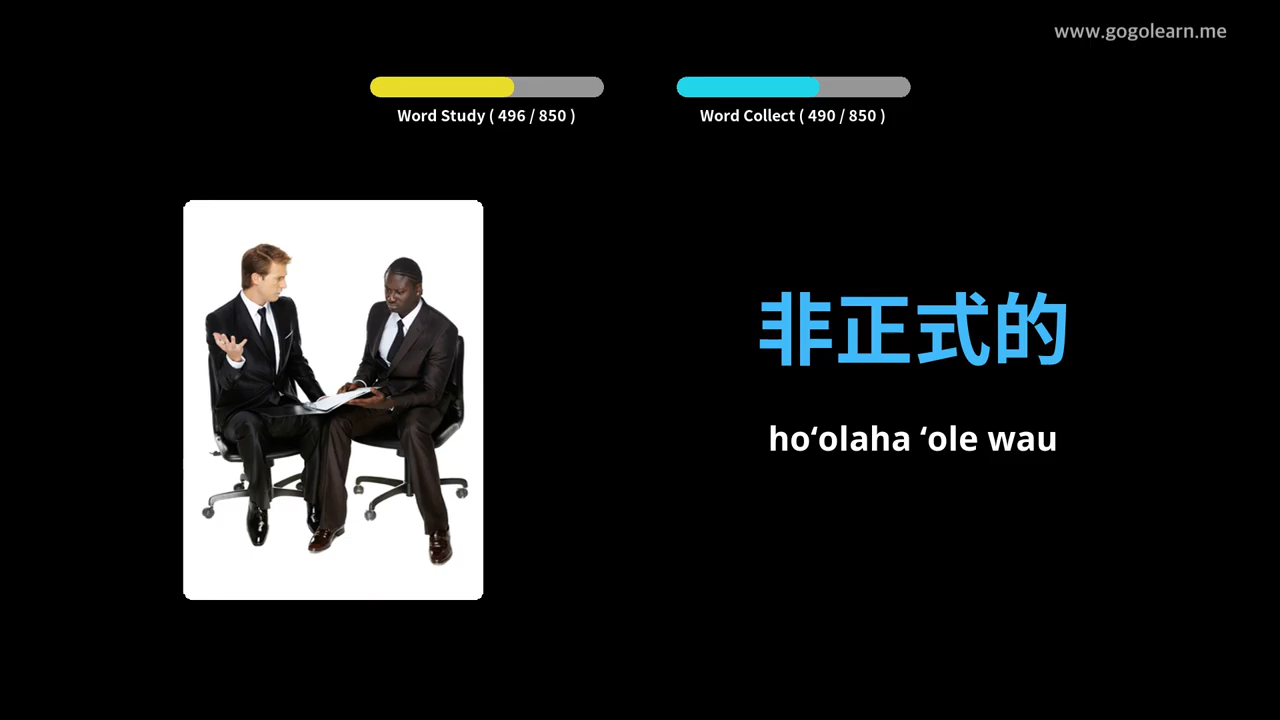 www.gogolearn.me
Word Study ( 496 / 850 )
Word Collect ( 490 / 850 )
非正式的
hoʻolaha ʻole wau